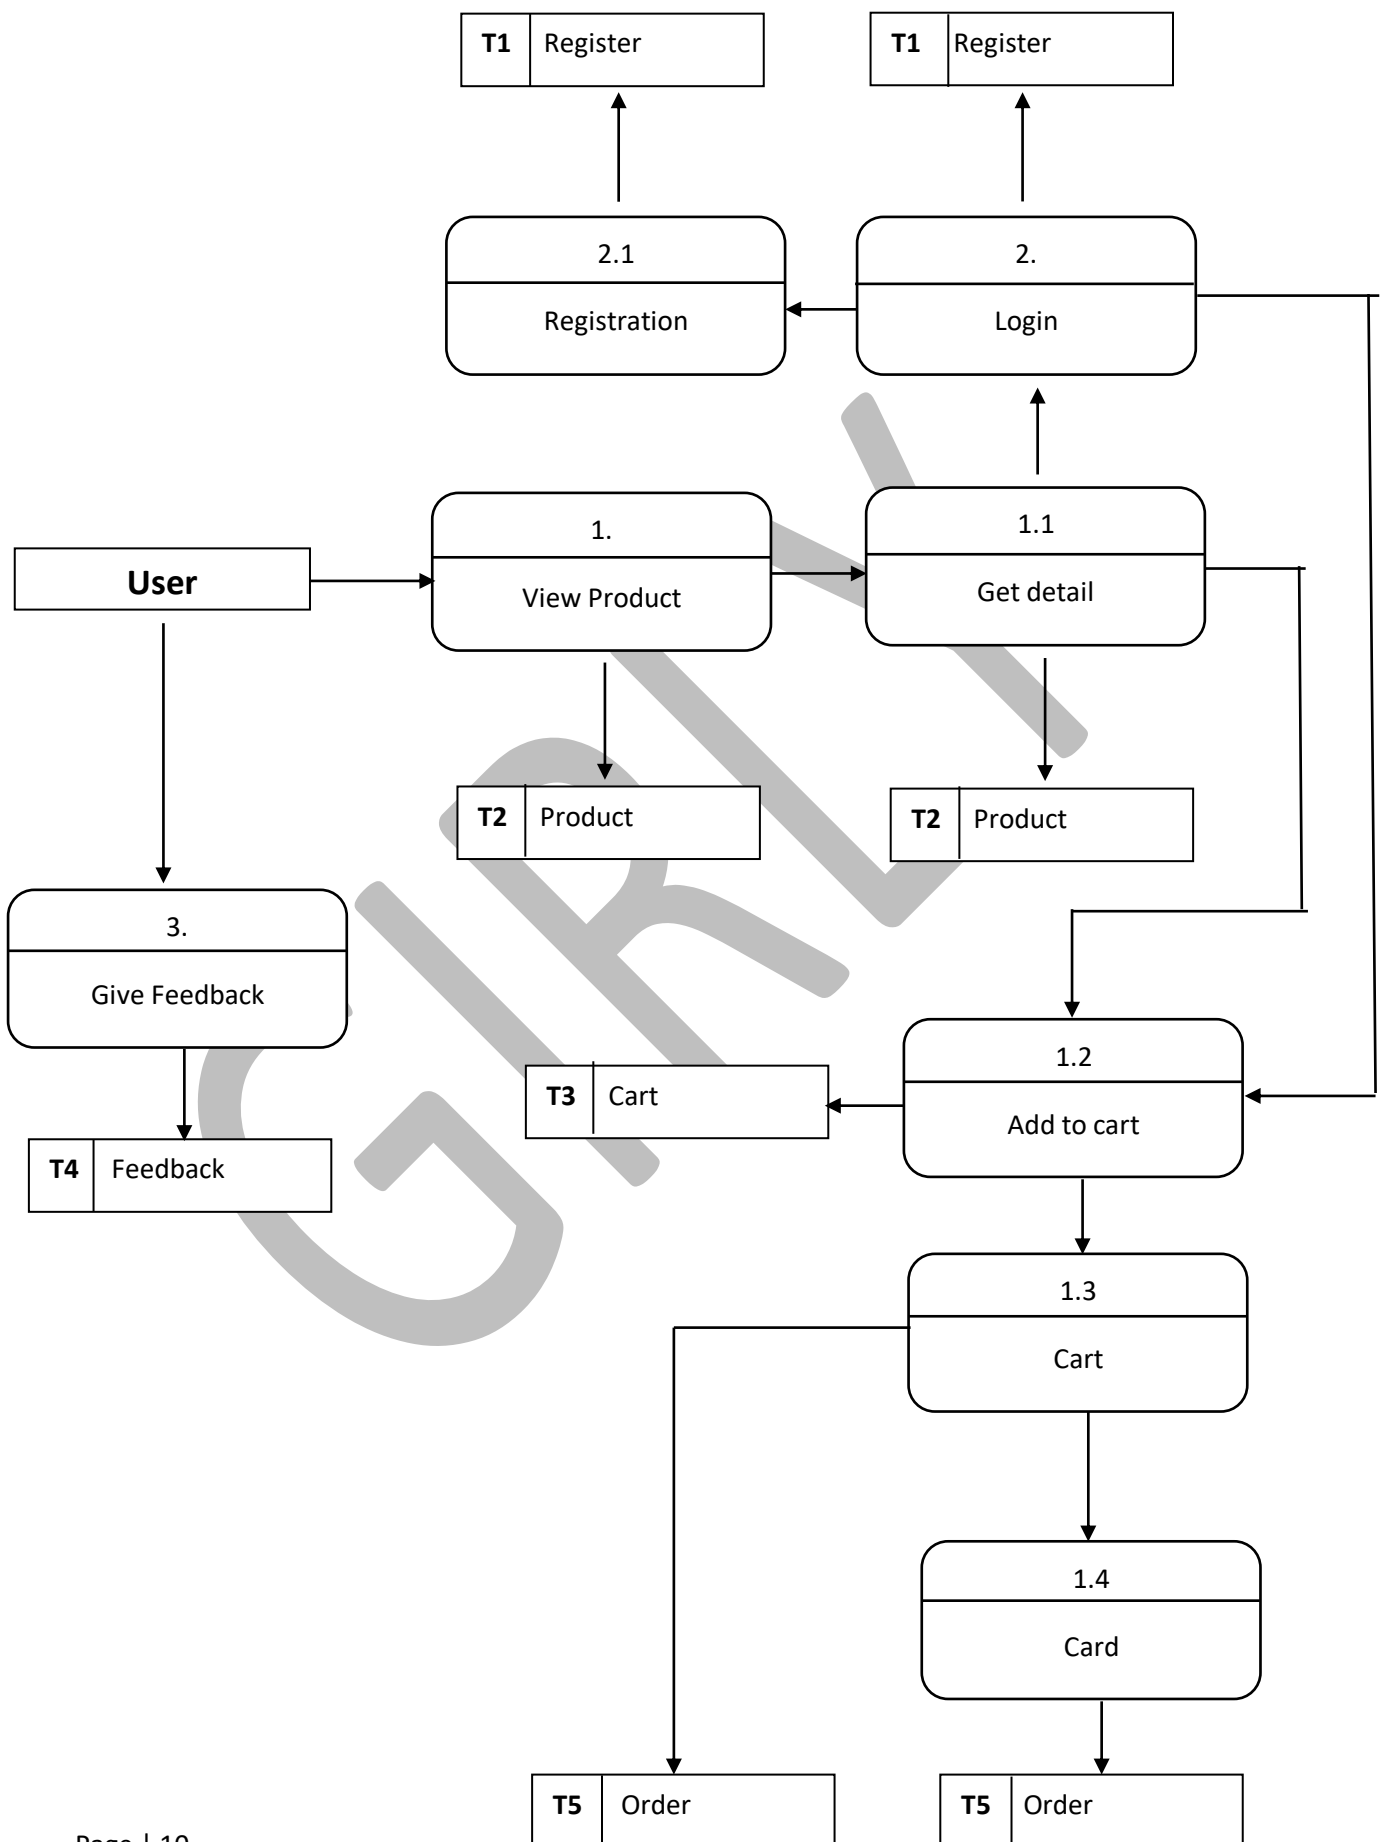 T1 Register
T1 Register
2.1
Registration
2.
Login
1.
View Product
1.1
Get detail
User
T2 Product
T2 Product
3.
Give Feedback
1.2
Add to cart
T3 Cart
T4 Feedback
1.3
Cart
1.4
Card
T5 Order
T5 Order
Page | 10